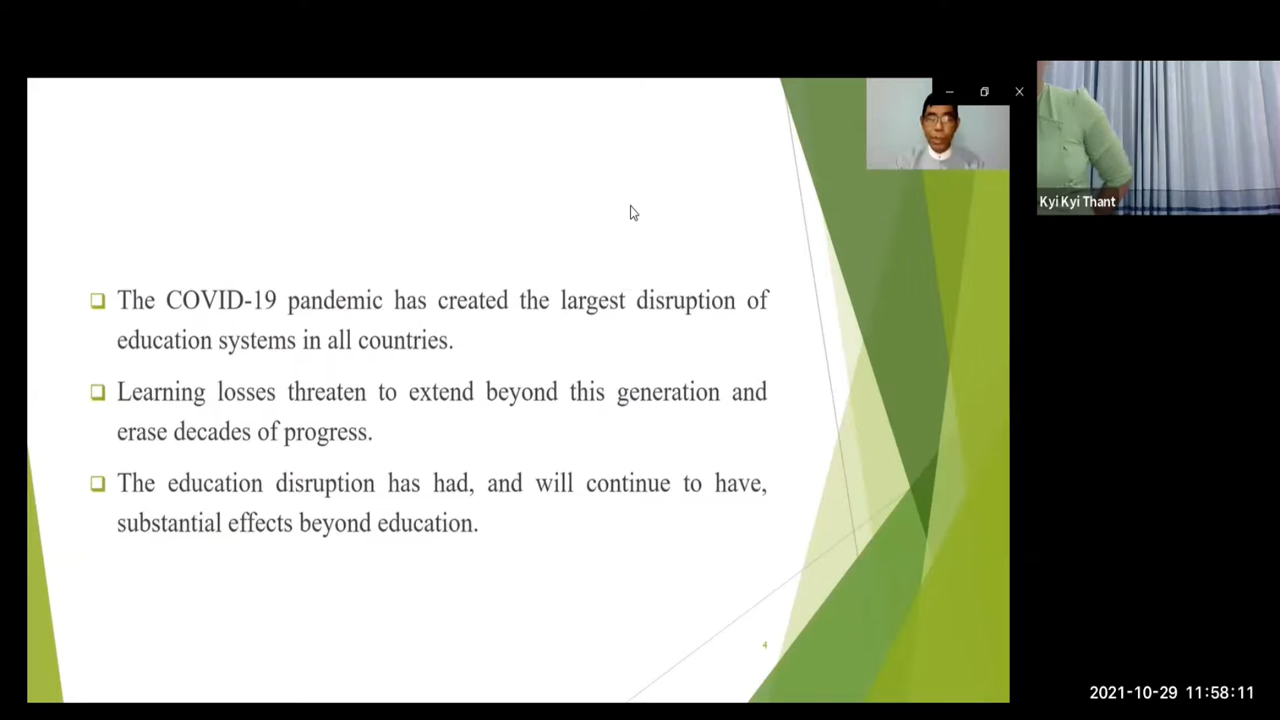 Kyi Kyi Thant
The COVID-19 pandemic has created the largest disruption of
education systems in all countries.
Learning losses threaten to extend beyond this generation and
erase decades of progress.
The education disruption has had, and will continue to have,
substantial effects beyond education.
4
2021-10-29 11:58:11